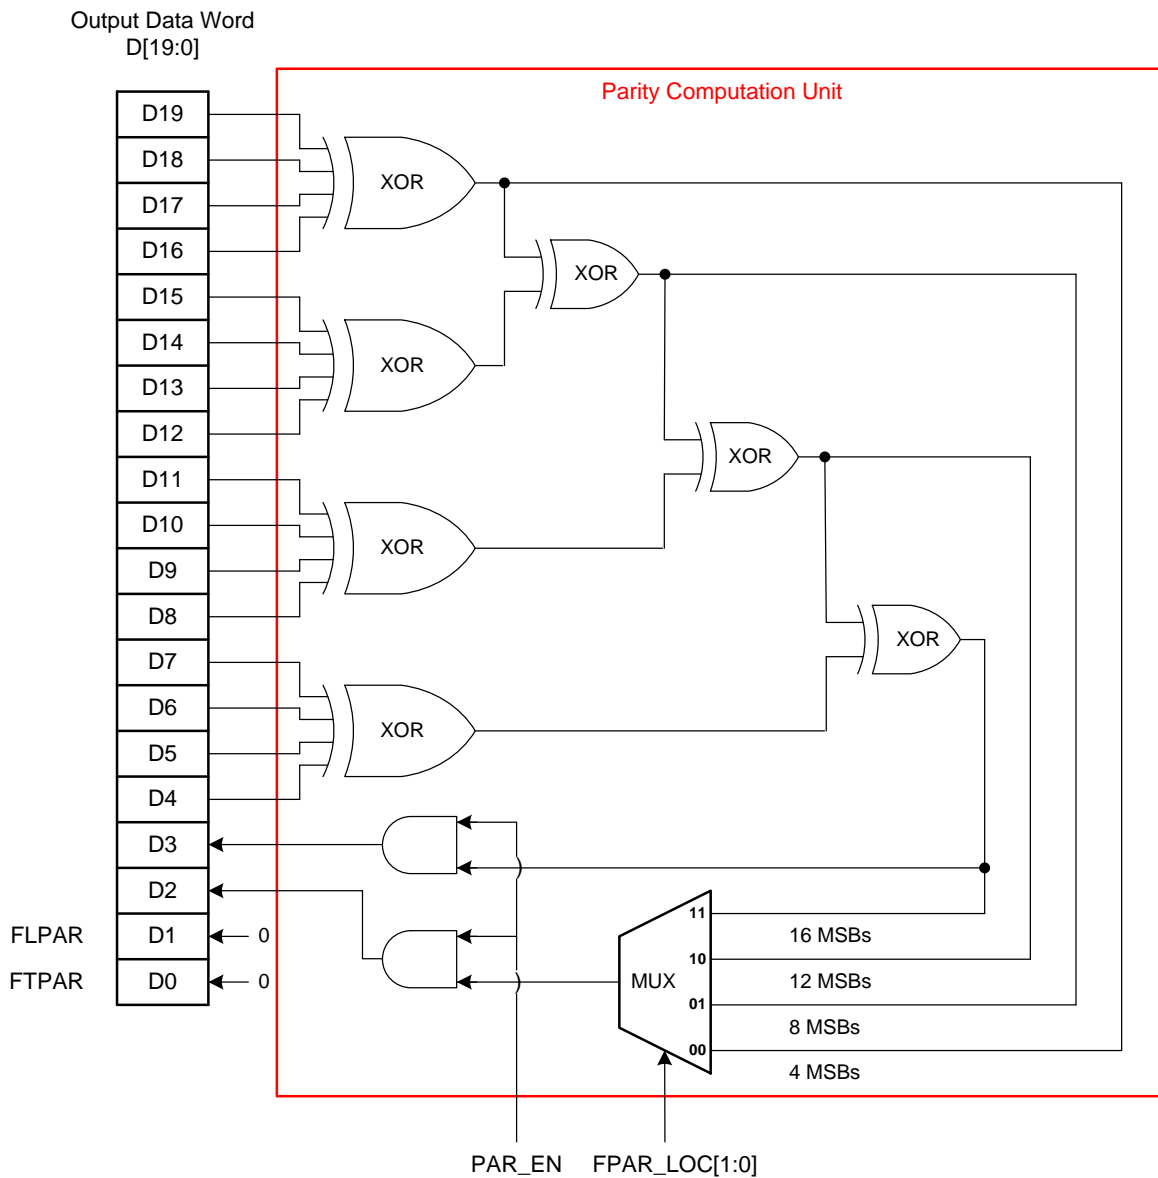 Output Data Word
D[19:0]
Parity Computation Unit
D19
D18
D17
D16
D15
D14
D13
D12
D11
D10
D9
D8
D7
D6
D5
D4
D3
D2
D1
D0
XOR
XOR
XOR
XOR
XOR
XOR
XOR
FLPAR
0
FTPAR
0
MUX
11
16 MSBs
10
12 MSBs
01
8 MSBs
00
4 MSBs
PAR_EN
FPAR_LOC[1:0]